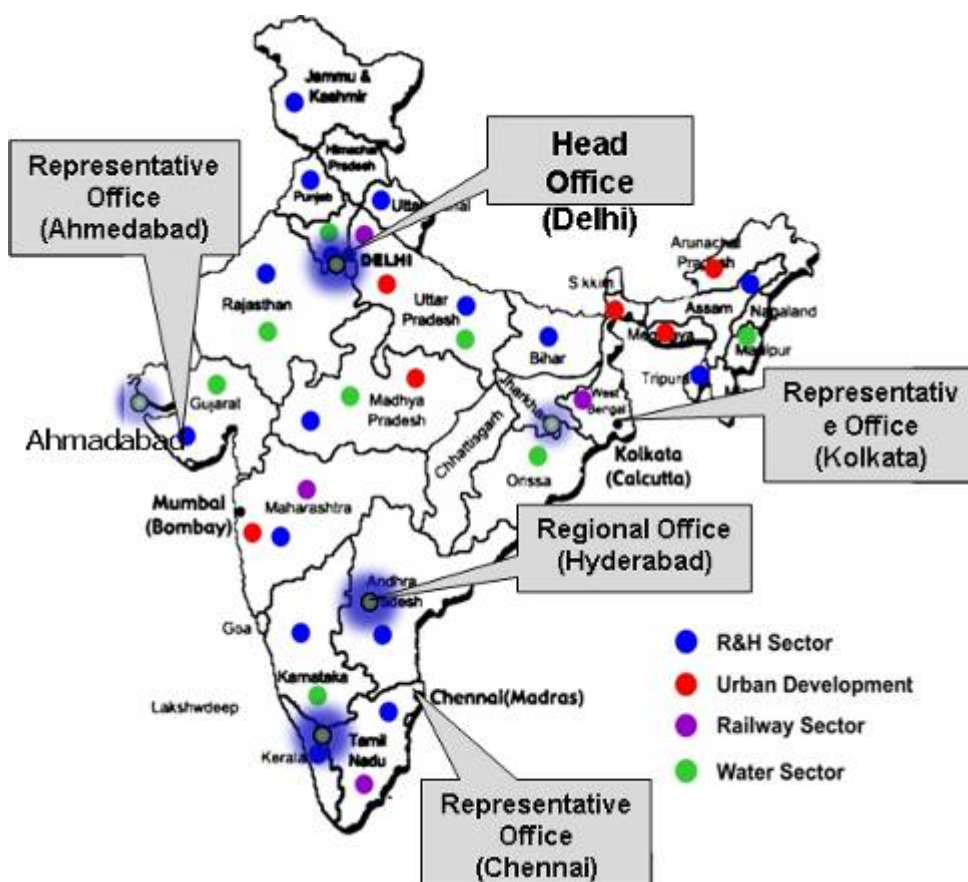 Jammu &
Kashmir
Head
Office
(Delhi)
Representative
Office
(Ahmedabad)
Himachal
Pradesh
Punjab
DELHI
Arunachal
Pradesh
Sikkim
Rajasthan
Uttar
Pradesh
Assam
Nagaland
Bihar
Manipur
Tripura
Jharkhand
West
Bengal
Representativ
e Office
(Kolkata)
Gujarat
Madhya
Pradesh
Ahmadabad
Chhattisgarh
Kolkata
(Calcutta)
Orissa
Mumbai
(Bombay)
Maharashtra
Regional Office
(Hyderabad)
Andhra
Pradesh
Goa
R&H Sector
Karnataka
Urban Development
Chennai(Madras)
Lakshwdeep
Railway Sector
Kerala
Tamil
Nadu
Water Sector
Representative
Office
(Chennai)